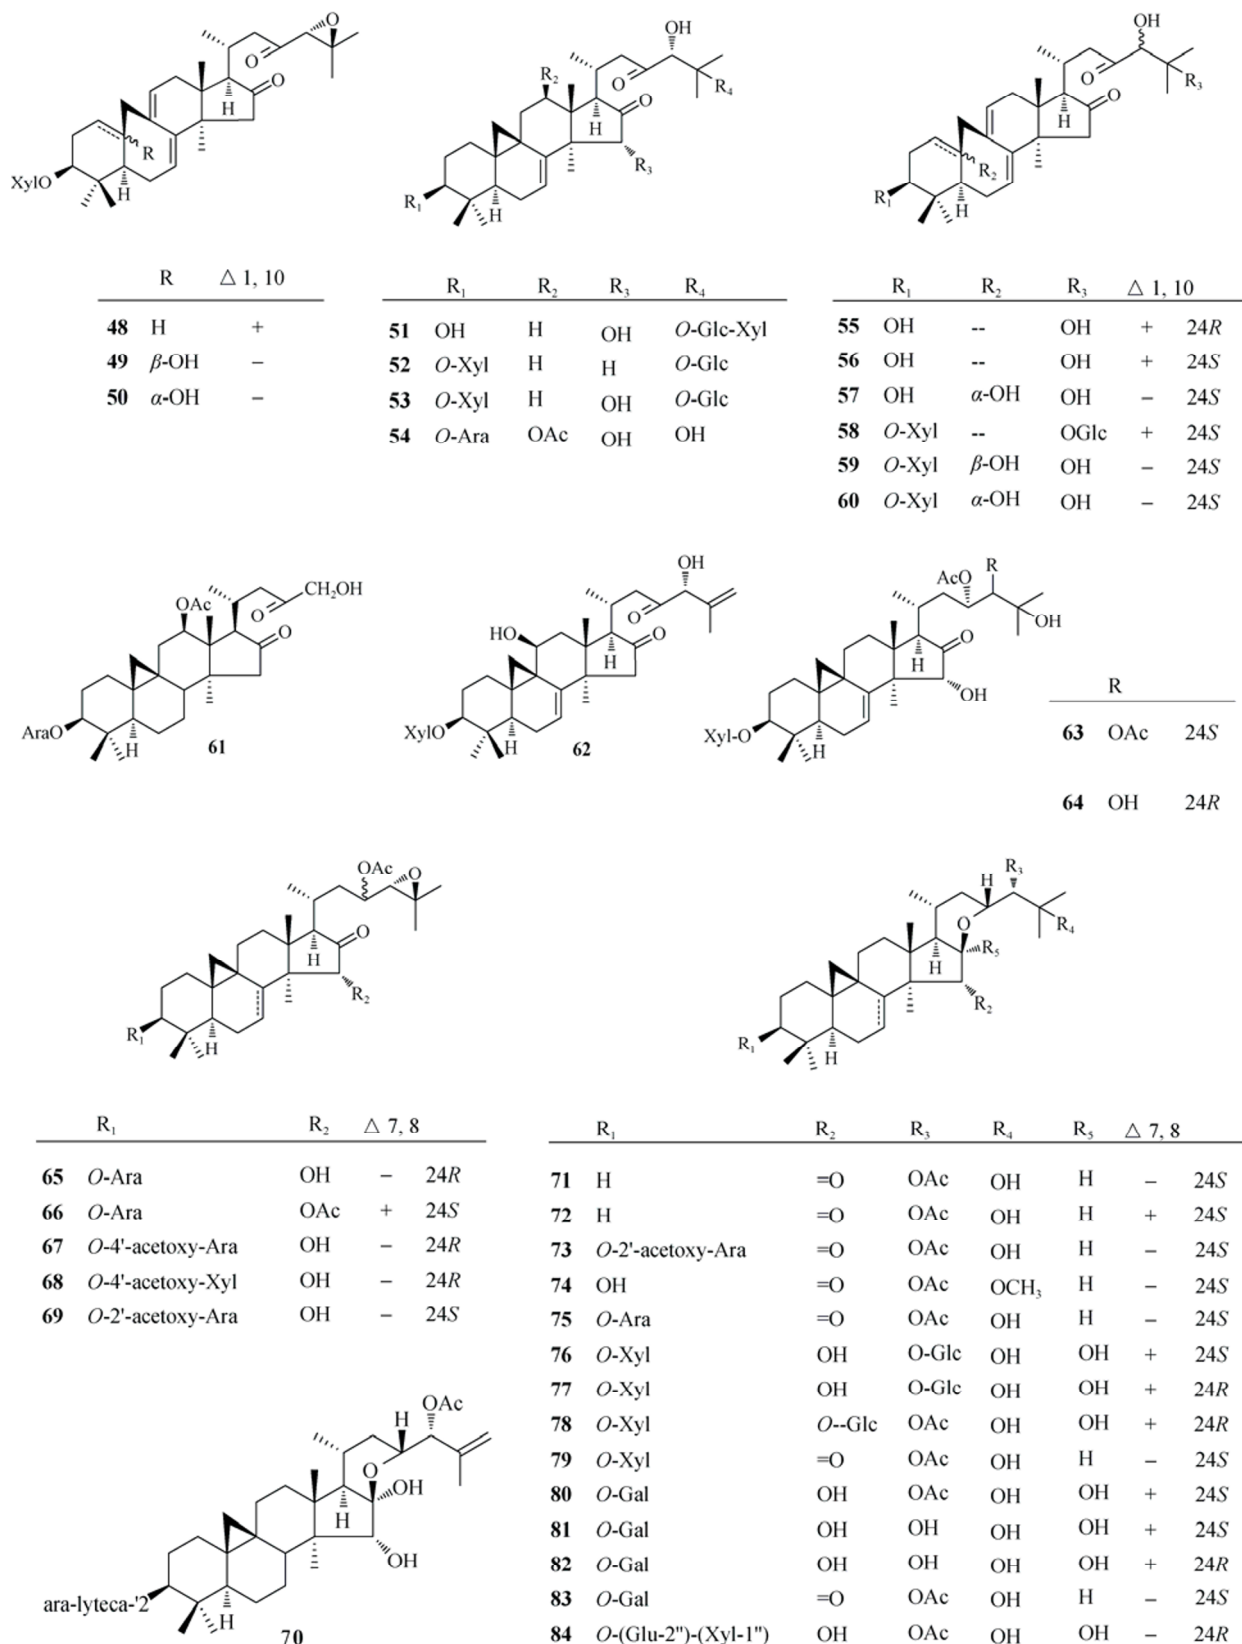 O
O
O
H
R
XylO
H
R △ 1, 10
48 H +
49 β-OH –
50 α-OH –
OH
R₂
O
R₄
O
H
R₃
R₁
H
R₁ R₂ R₃ R₄
51 OH H OH O-Glc-Xyl
52 O-Xyl H H O-Glc
53 O-Xyl H OH O-Glc
54 O-Ara OAc OH OH
OH
O
R₃
O
H
R₂
R₁
H
R₁ R₂ R₃ △ 1, 10
55 OH -- OH + 24R
56 OH -- OH + 24S
57 OH α-OH OH – 24S
58 O-Xyl -- OGlc + 24S
59 O-Xyl β-OH OH – 24S
60 O-Xyl α-OH OH – 24S
OAc
CH₂OH
O
O
AraO
H
61
OH
O
HO
O
H
XylO
H
62
R
AcO
OH
O
H
OH
Xyl-O
H
R
63 OAc 24S
64 OH 24R
OAc
O
O
H
R₂
R₁
H
R₁ R₂ △ 7, 8
65 O-Ara OH – 24R
66 O-Ara OAc + 24S
67 O-4'-acetoxy-Ara OH – 24R
68 O-4'-acetoxy-Xyl OH – 24R
69 O-2'-acetoxy-Ara OH – 24S
OAc
H
O
OH
H
OH
ara-lyteca-'2
H
70
R₃
H
R₄
O
R₅
H
R₂
R₁
H
R₁ R₂ R₃ R₄ R₅ △ 7, 8
71 H =O OAc OH H – 24S
72 H =O OAc OH H + 24S
73 O-2'-acetoxy-Ara =O OAc OH H – 24S
74 OH =O OAc OCH₃ H – 24S
75 O-Ara =O OAc OH H – 24S
76 O-Xyl OH O-Glc OH OH + 24S
77 O-Xyl OH O-Glc OH OH + 24R
78 O-Xyl O--Glc OAc OH OH + 24R
79 O-Xyl =O OAc OH H – 24S
80 O-Gal OH OAc OH OH + 24S
81 O-Gal OH OH OH OH + 24S
82 O-Gal OH OH OH OH + 24R
83 O-Gal =O OAc OH H – 24S
84 O-(Glu-2")-(Xyl-1") OH OAc OH OH – 24R